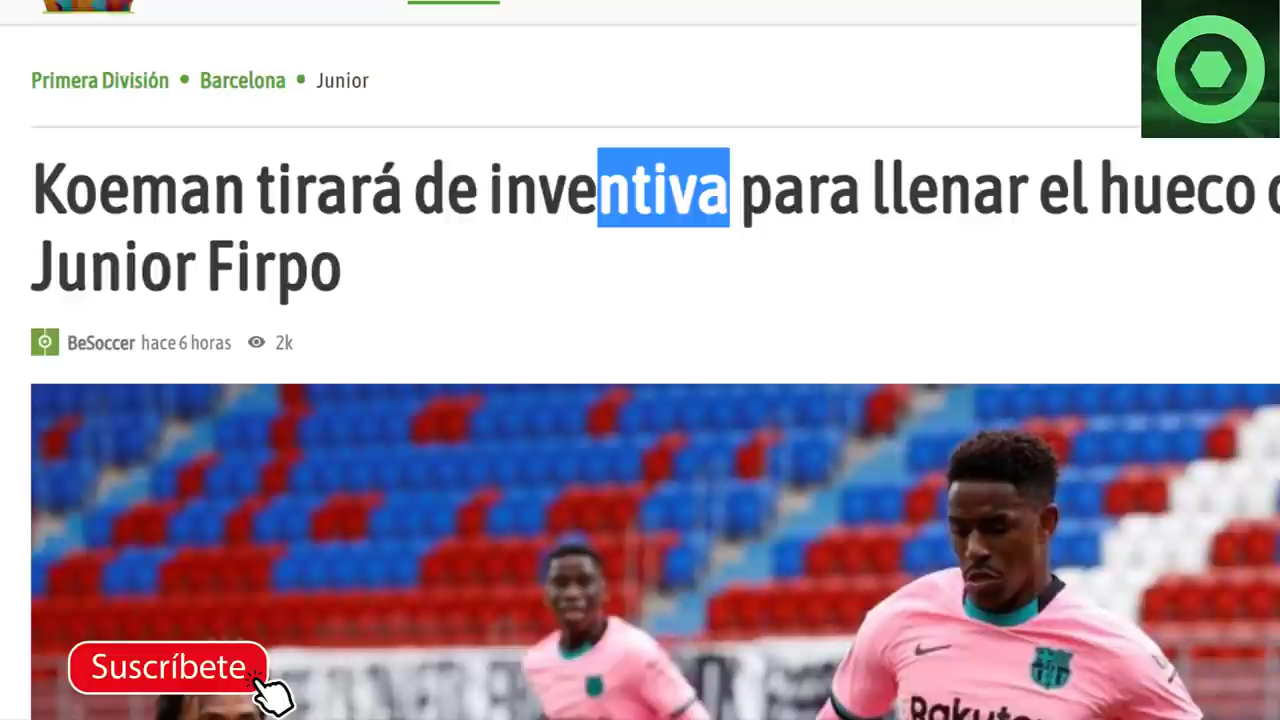 Primera División • Barcelona • Junior
Koeman tirará de inventiva para llenar el hueco
Junior Firpo
BeSoccer hace 6 horas 2k
Suscríbete